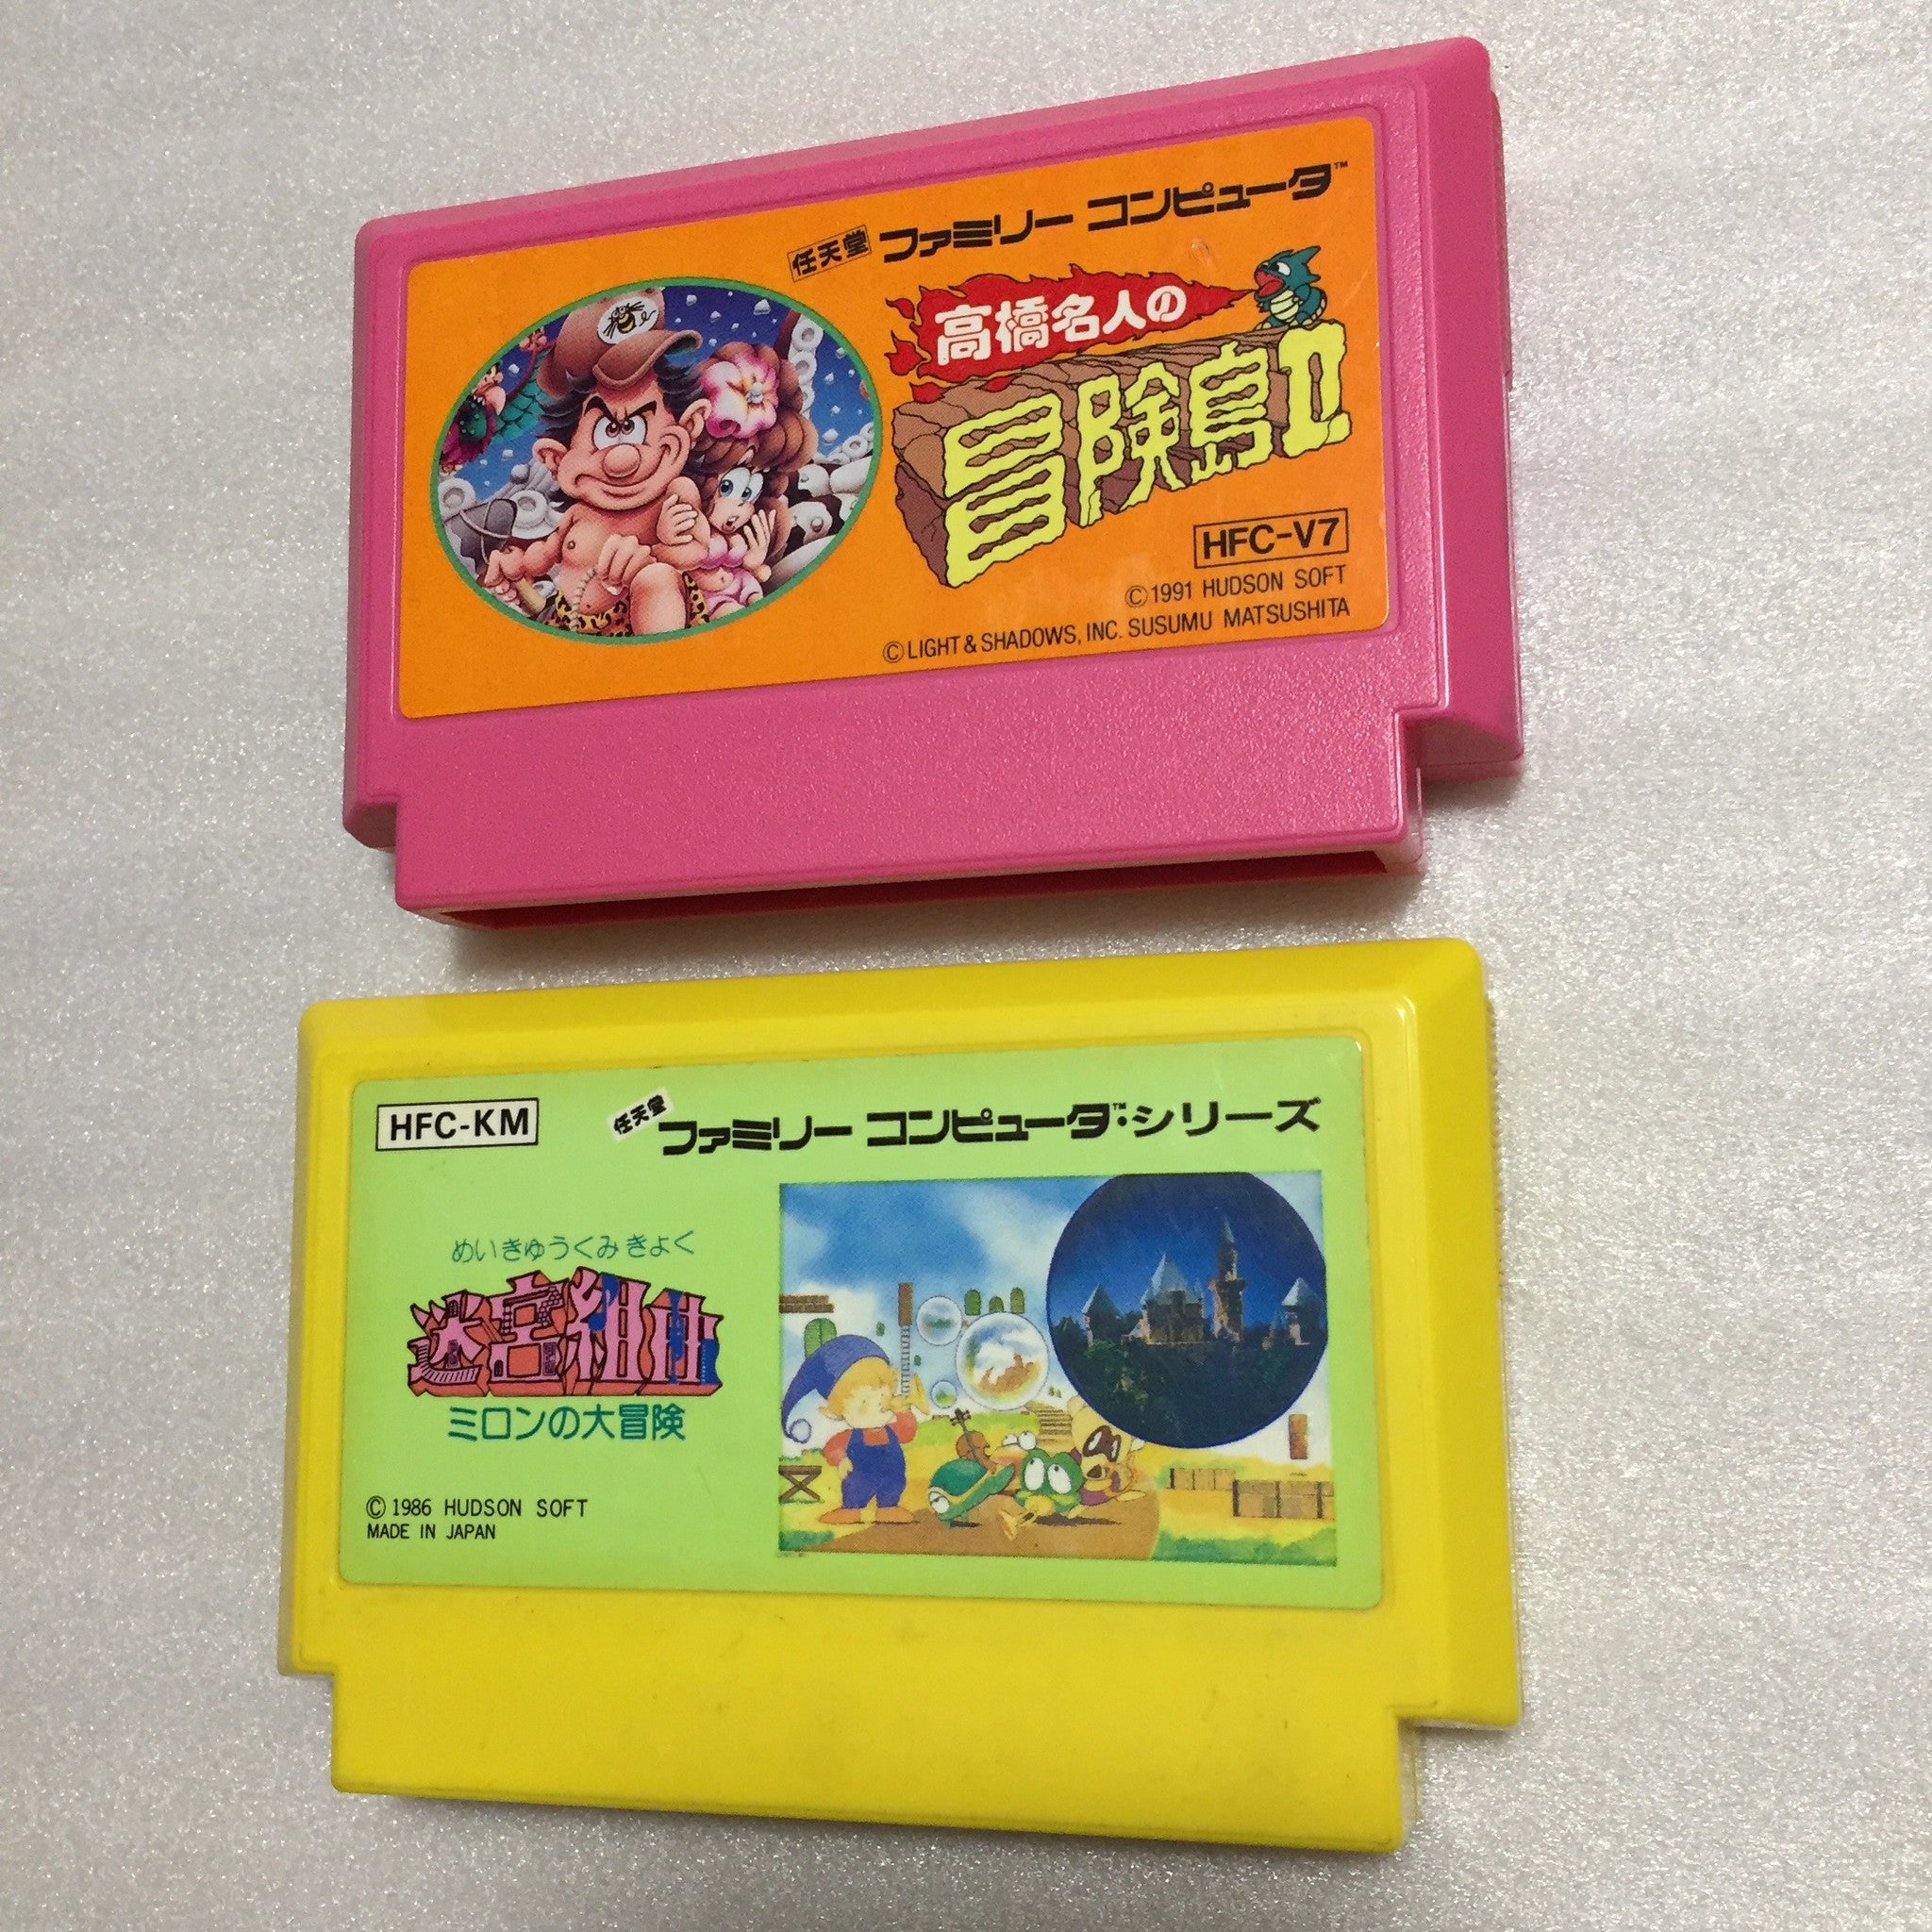 任天堂 ファミリー コンピュータ™
高橋名人の
冒険島II
HFC-V7
©1991 HUDSON SOFT
©LIGHT & SHADOWS, INC. SUSUMU MATSUSHITA
HFC-KM
任天堂 ファミリー コンピュータ™・シリーズ
めいきゅうくみきょく
迷宮組曲
ミロンの大冒険
© 1986 HUDSON SOFT
MADE IN JAPAN